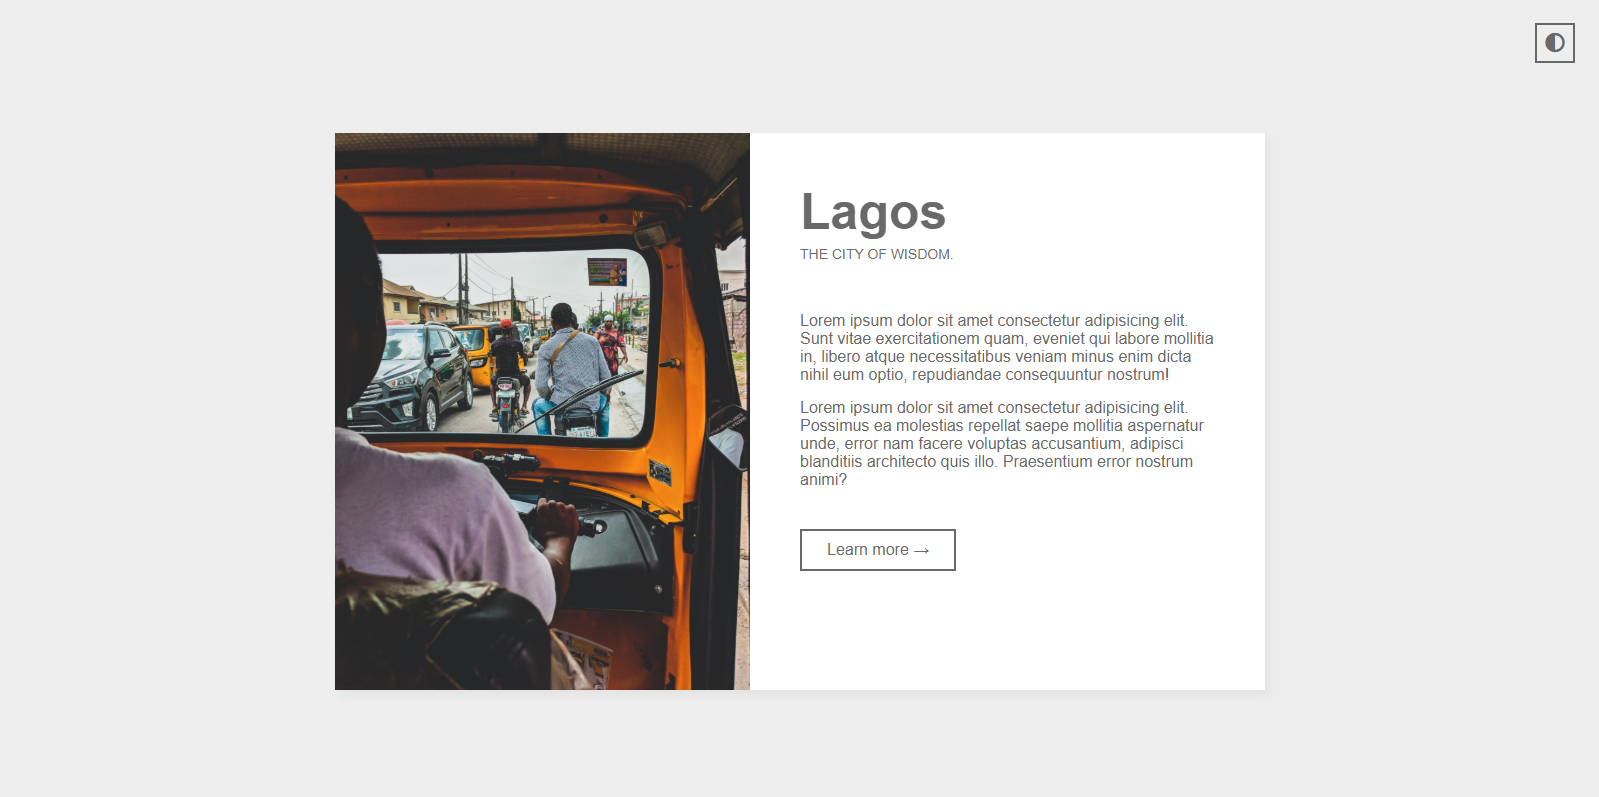 Lagos
THE CITY OF WISDOM.
Lorem ipsum dolor sit amet consectetur adipisicing elit.
Sunt vitae exercitationem quam, eveniet qui labore mollitia
in, libero atque necessitatibus veniam minus enim dicta
nihil eum optio, repudiandae consequuntur nostrum!
Lorem ipsum dolor sit amet consectetur adipisicing elit.
Possimus ea molestias repellat saepe mollitia aspernatur
unde, error nam facere voluptas accusantium, adipisci
blanditiis architecto quis illo. Praesentium error nostrum
animi?
Learn more →